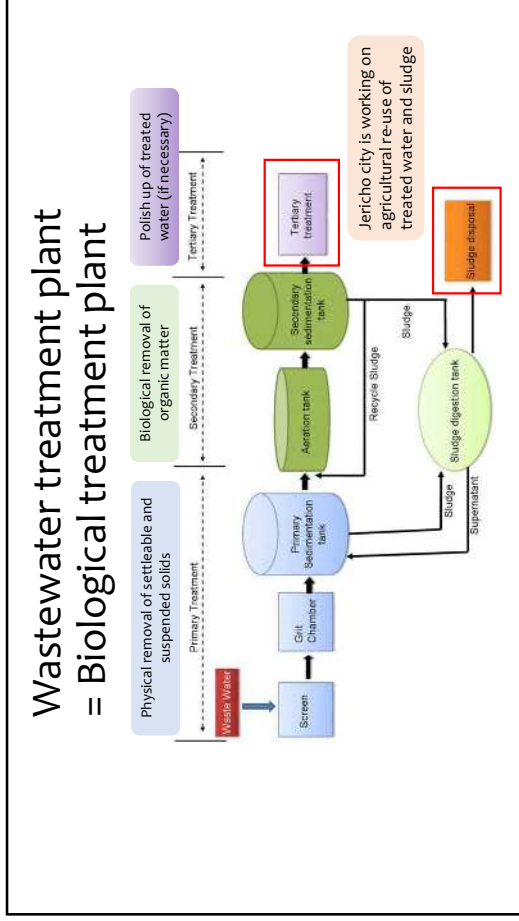 Wastewater treatment plant
= Biological treatment plant
Physical removal of settleable and
suspended solids
Biological removal of
organic matter
Polish up of treated
water (if necessary)
Primary Treatment
Secondary Treatment
Tertiary Treatment
Waste Water
Screen
Grit
Chamber
Primary
Sedimentation
tank
Aeration tank
Secondary
sedimentation
tank
Tertiary
treatment
Recycle Sludge
Sludge
Sludge
Supernatant
Sludge digestion tank
Sludge disposal
Jericho city is working on
agricultural re-use of
treated water and sludge